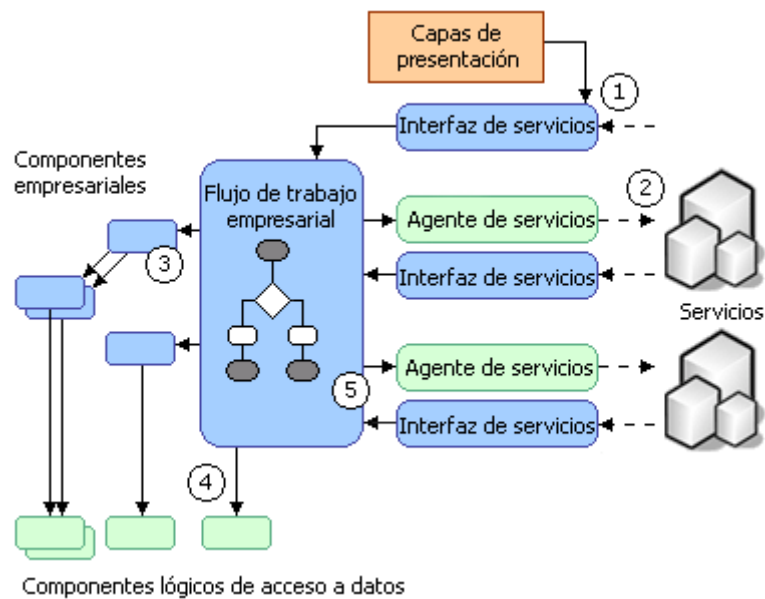 Capas de
presentación
1
Interfaz de servicios
Componentes
empresariales
Flujo de trabajo
empresarial
2
Agente de servicios
3
Interfaz de servicios
Servicios
Agente de servicios
5
Interfaz de servicios
4
Componentes lógicos de acceso a datos